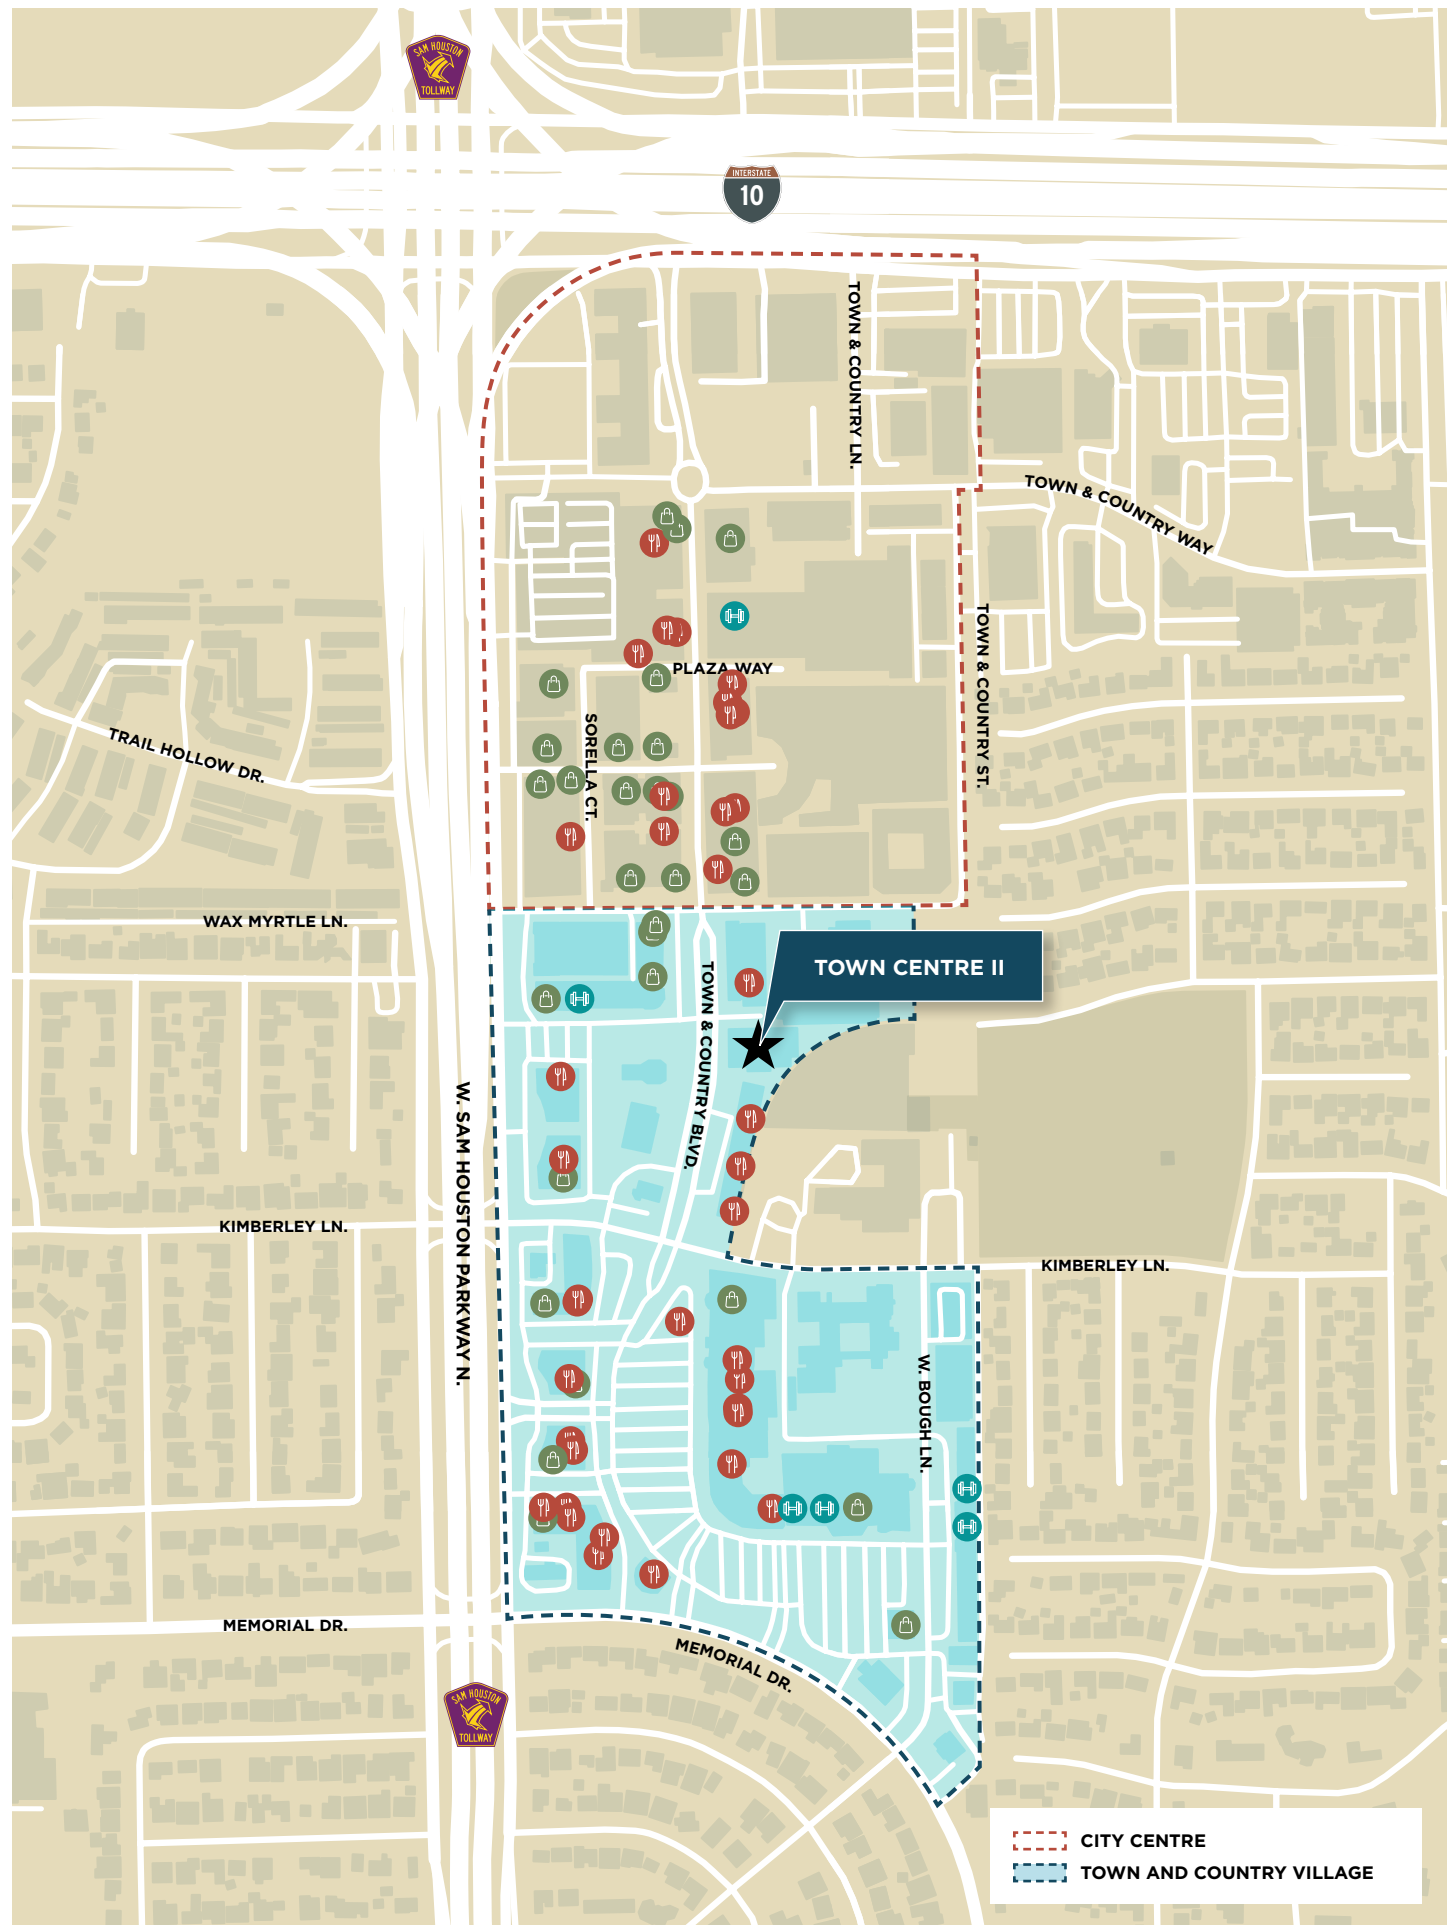 SAM HOUSTON
TOLLWAY
INTERSTATE
10
TOWN & COUNTRY LN.
TOWN & COUNTRY WAY
TOWN & COUNTRY ST.
PLAZA WAY
SORELLA CT.
TRAIL HOLLOW DR.
WAX MYRTLE LN.
TOWN CENTRE II
TOWN & COUNTRY BLVD.
W. SAM HOUSTON PARKWAY N.
KIMBERLEY LN.
KIMBERLEY LN.
W. BOUGH LN.
MEMORIAL DR.
MEMORIAL DR.
SAM HOUSTON
TOLLWAY
CITY CENTRE
TOWN AND COUNTRY VILLAGE